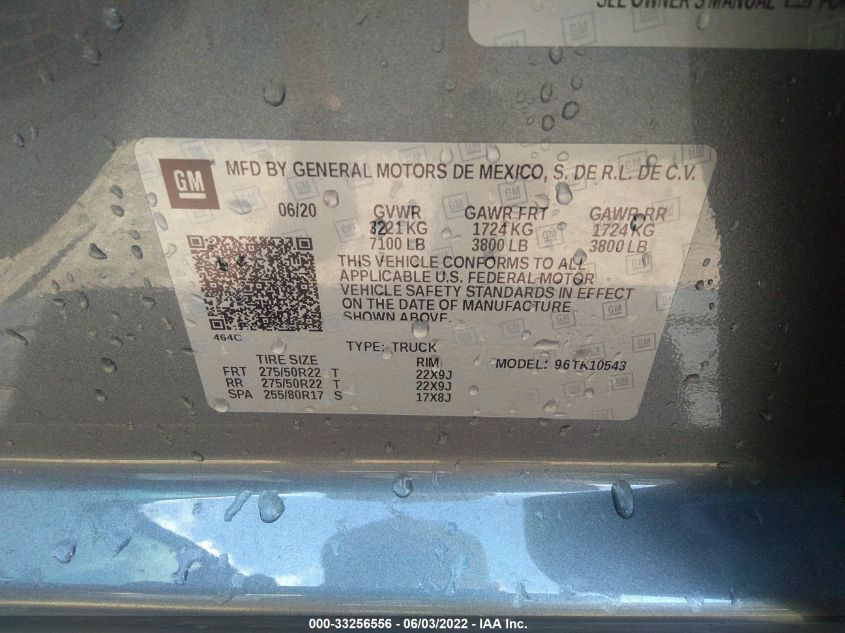 SEE OWNER'S MANUAL
GM
MFD BY GENERAL MOTORS DE MEXICO, S. DE R.L. DE C.V.
06/20 GVWR GAWR FRT GAWR RR
3221 KG 1724 KG 1724 KG
7100 LB 3800 LB 3800 LB
THIS VEHICLE CONFORMS TO ALL
APPLICABLE U.S. FEDERAL MOTOR
VEHICLE SAFETY STANDARDS IN EFFECT
ON THE DATE OF MANUFACTURE
SHOWN ABOVE.
464C
TYPE: TRUCK
TIRE SIZE RIM MODEL: 96TK10543
FRT 275/50R22 T 22X9J
RR 275/50R22 T 22X9J
SPA 255/80R17 S 17X8J
000-33256556 - 06/03/2022 - IAA Inc.